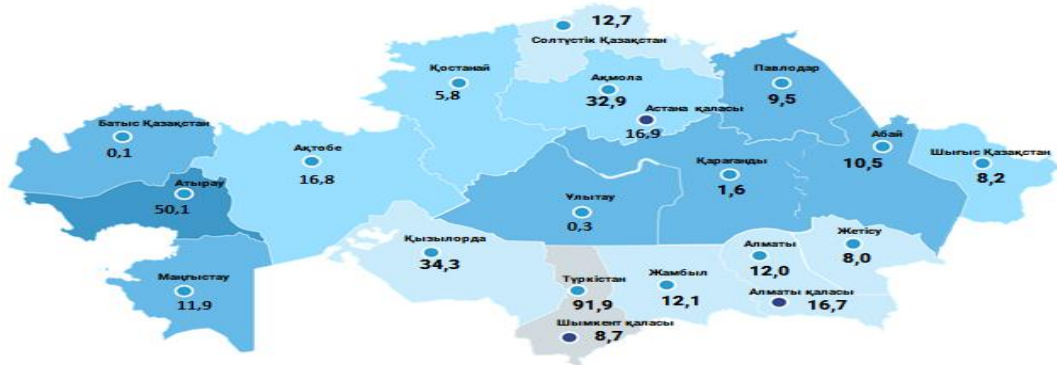 12,7
Солтүстік Қазақстан
Қостанай
5,8
Ақмола
32,9
Астана қаласы
16,9
Павлодар
9,5
Батыс Қазақстан
0,1
Ақтөбе
16,8
Абай
10,5
Шығыс Қазақстан
8,2
Қарағанды
1,6
Атырау
50,1
Ұлытау
0,3
Қызылорда
34,3
Маңғыстау
11,9
Түркістан
91,9
Жамбыл
12,1
Алматы
12,0
Жетісу
8,0
Алматы қаласы
16,7
Шымкент қаласы
8,7